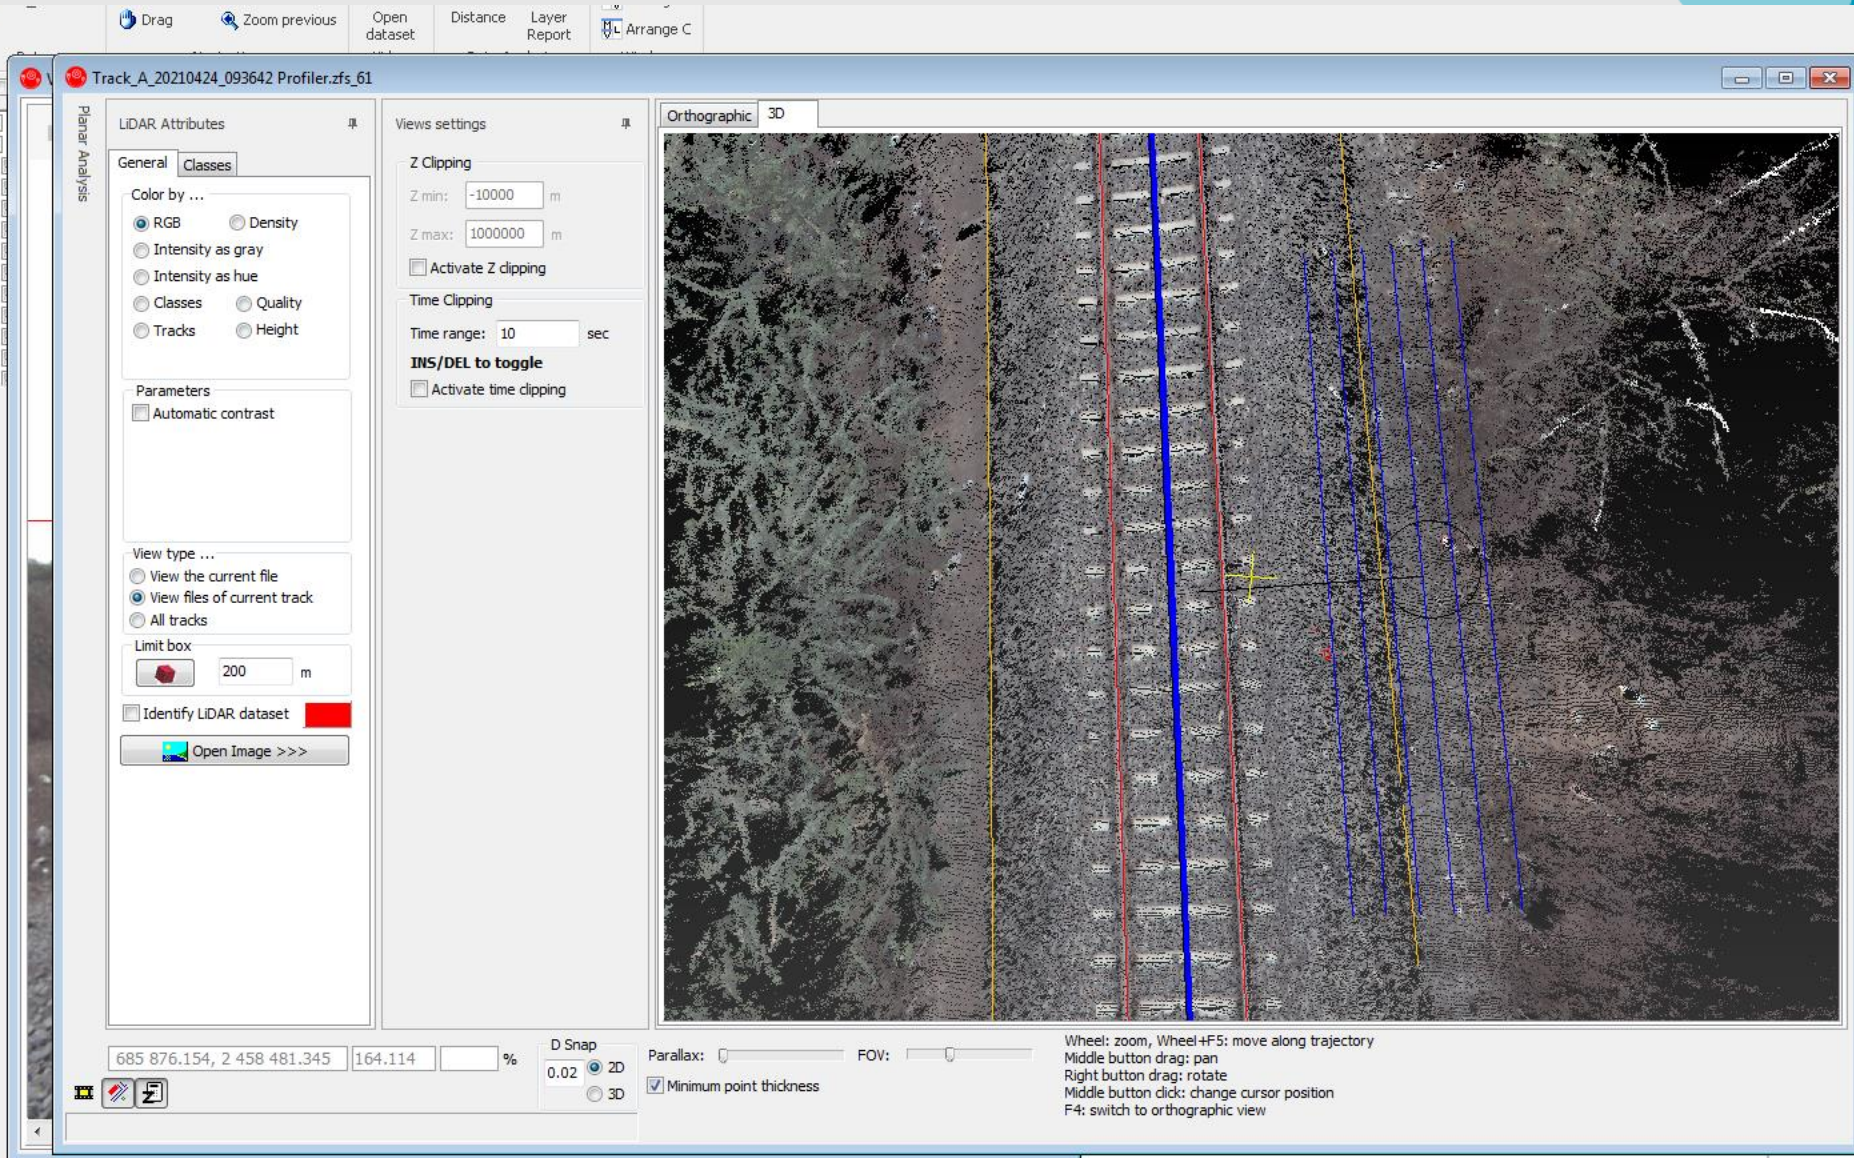 Drag
Zoom previous
Open
dataset
Distance
Layer
Report
Arrange C
Track_A_20210424_093642 Profiler.zfs_61
Planar Analysis
LiDAR Attributes
General
Classes
Color by ...
RGB
Density
Intensity as gray
Intensity as hue
Classes
Quality
Tracks
Height
Parameters
Automatic contrast
View type ...
View the current file
View files of current track
All tracks
Limit box
200 m
Identify LiDAR dataset
Open Image >>>
Views settings
Z Clipping
Z min: -10000 m
Z max: 1000000 m
Activate Z clipping
Time Clipping
Time range: 10 sec
INS/DEL to toggle
Activate time clipping
Orthographic
3D
685 876.154, 2 458 481.345
164.114
%
D Snap
0.02
2D
3D
Parallax:
FOV:
Minimum point thickness
Wheel: zoom, Wheel+F5: move along trajectory
Middle button drag: pan
Right button drag: rotate
Middle button click: change cursor position
F4: switch to orthographic view